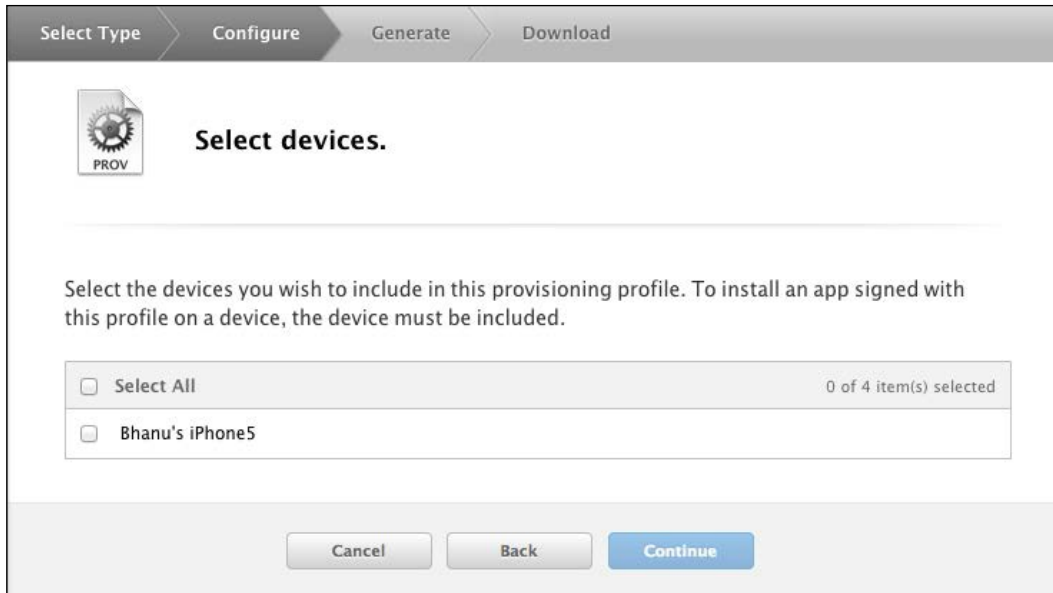 Select Type
Configure
Generate
Download
PROV
Select devices.
Select the devices you wish to include in this provisioning profile. To install an app signed with
this profile on a device, the device must be included.
Select All
0 of 4 item(s) selected
Bhanu's iPhone5
Cancel
Back
Continue